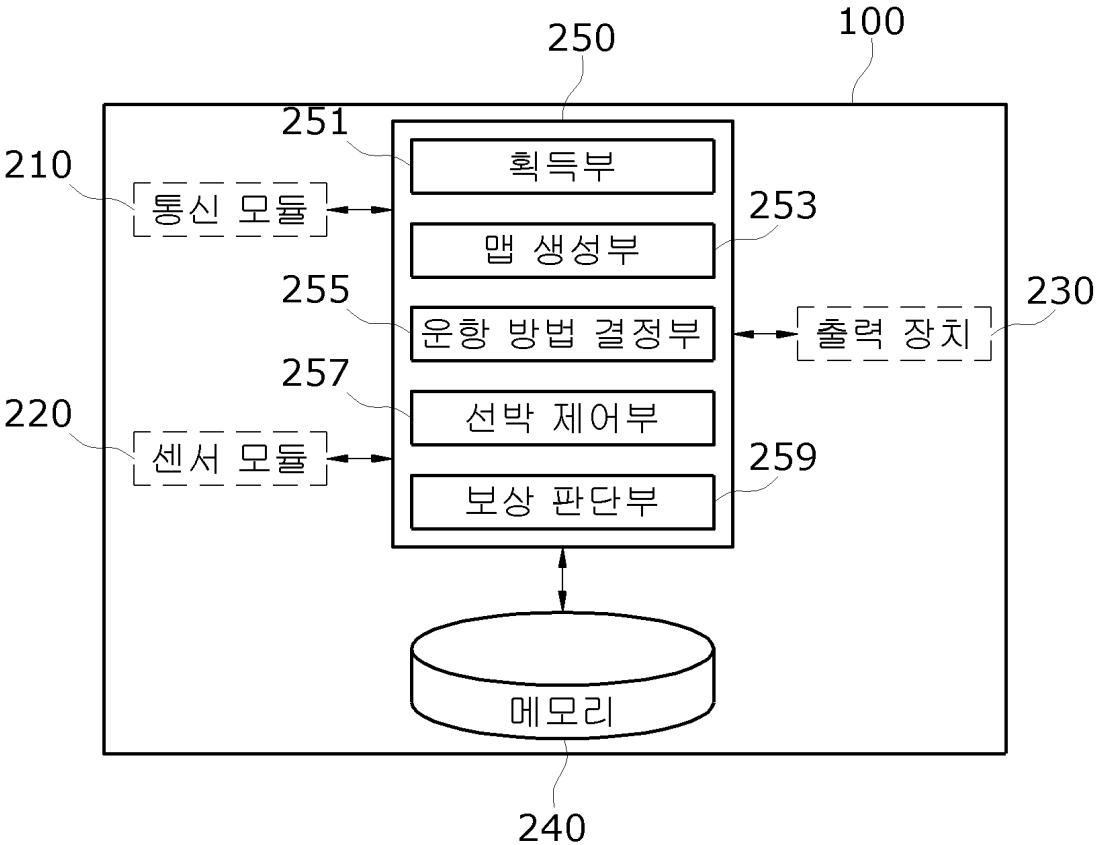 100
250
251
획득부
210
통신 모듈
253
맵 생성부
255
운항 방법 결정부
230
출력 장치
257
선박 제어부
220
센서 모듈
259
보상 판단부
메모리
240